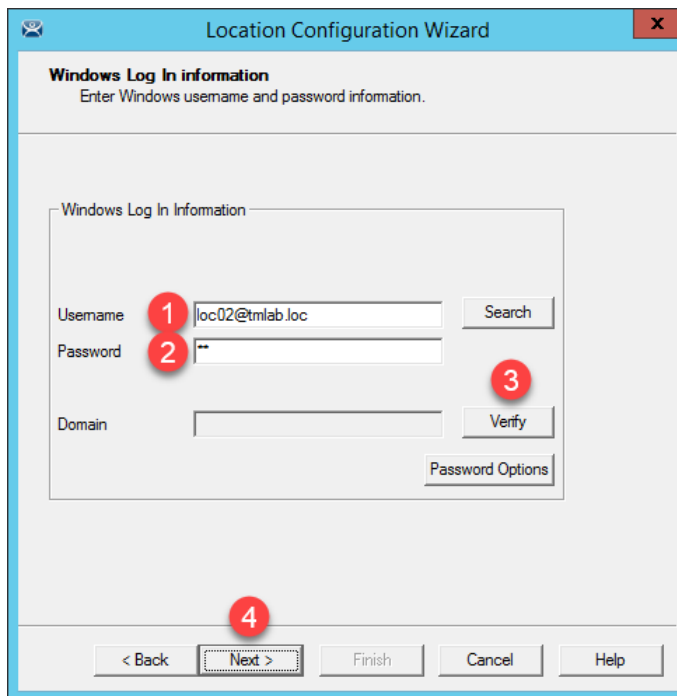 Location Configuration Wizard
x
Windows Log In information
Enter Windows username and password information.
Windows Log In Information
Username 1 loc02@tmlab.loc Search
Password 2 **
3
Domain Verify
Password Options
4
< Back Next > Finish Cancel Help